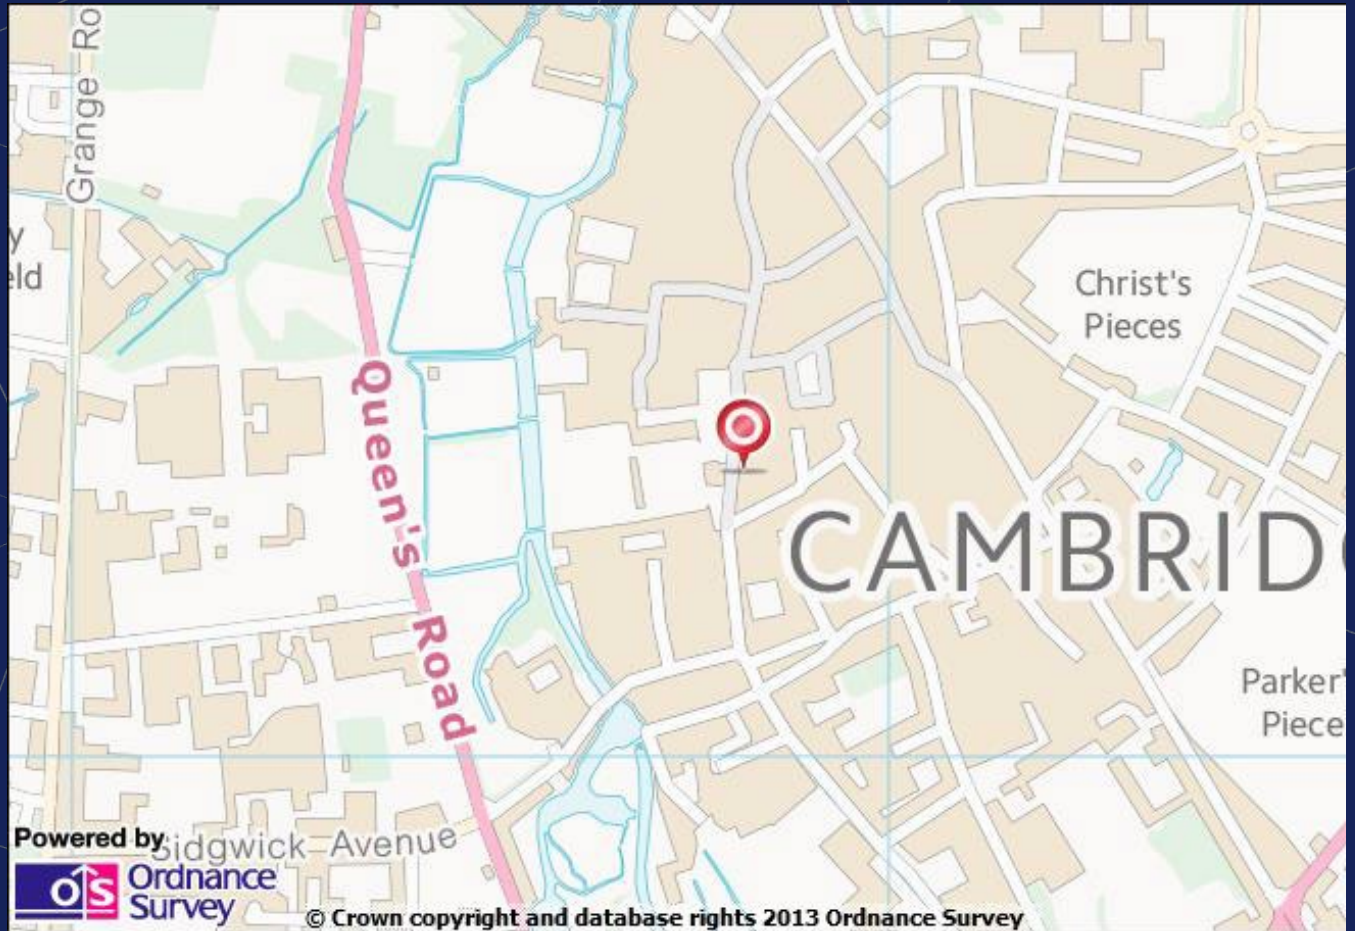 Grange Ro
y
eld
Christ's
Pieces
Queen's Road
CAMBRID
Parker'
Piece
Sidgwick Avenue
Powered by
OS Ordnance
Survey
© Crown copyright and database rights 2013 Ordnance Survey